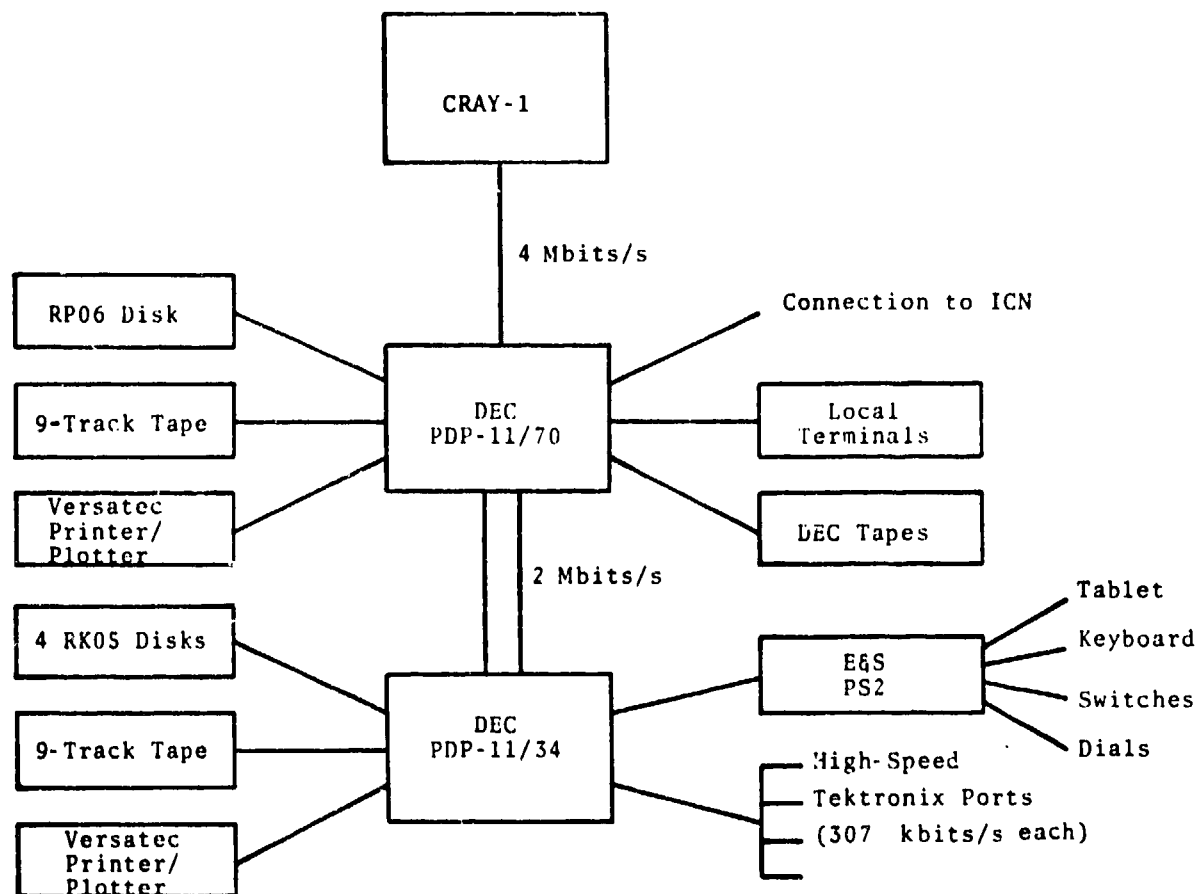 CRAY-1
4 Mbits/s
RP06 Disk
Connection to ICN
9-Track Tape
DEC
PDP-11/70
Local
Terminals
Versatec
Printer/
Plotter
DEC Tapes
2 Mbits/s
Tablet
4 RK05 Disks
Keyboard
E&S
PS2
Switches
DEC
PDP-11/34
9-Track Tape
Dials
High-Speed
Tektronix Ports
(307 kbits/s each)
Versatec
Printer/
Plotter